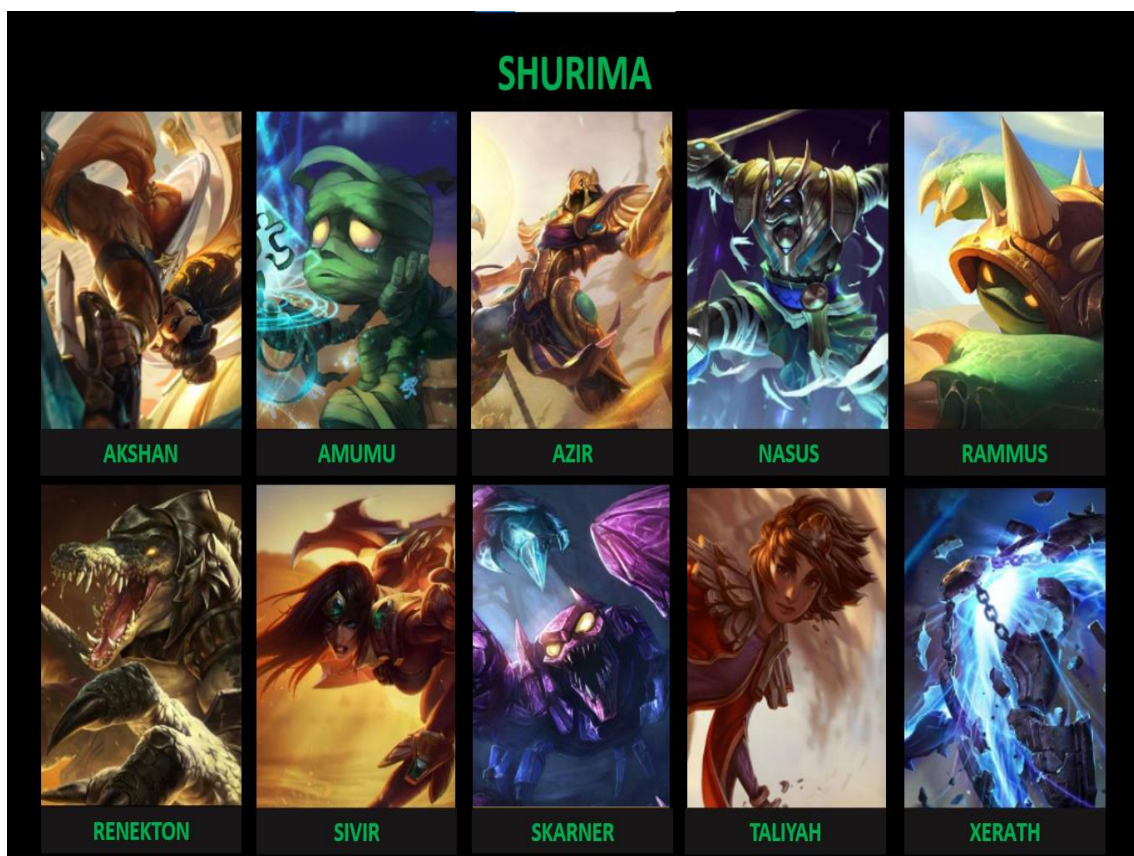 SHURIMA
AKSHAN
AMUMU
AZIR
NASUS
RAMMUS
RENEKTON
SIVIR
SKARNER
TALIYAH
XERATH